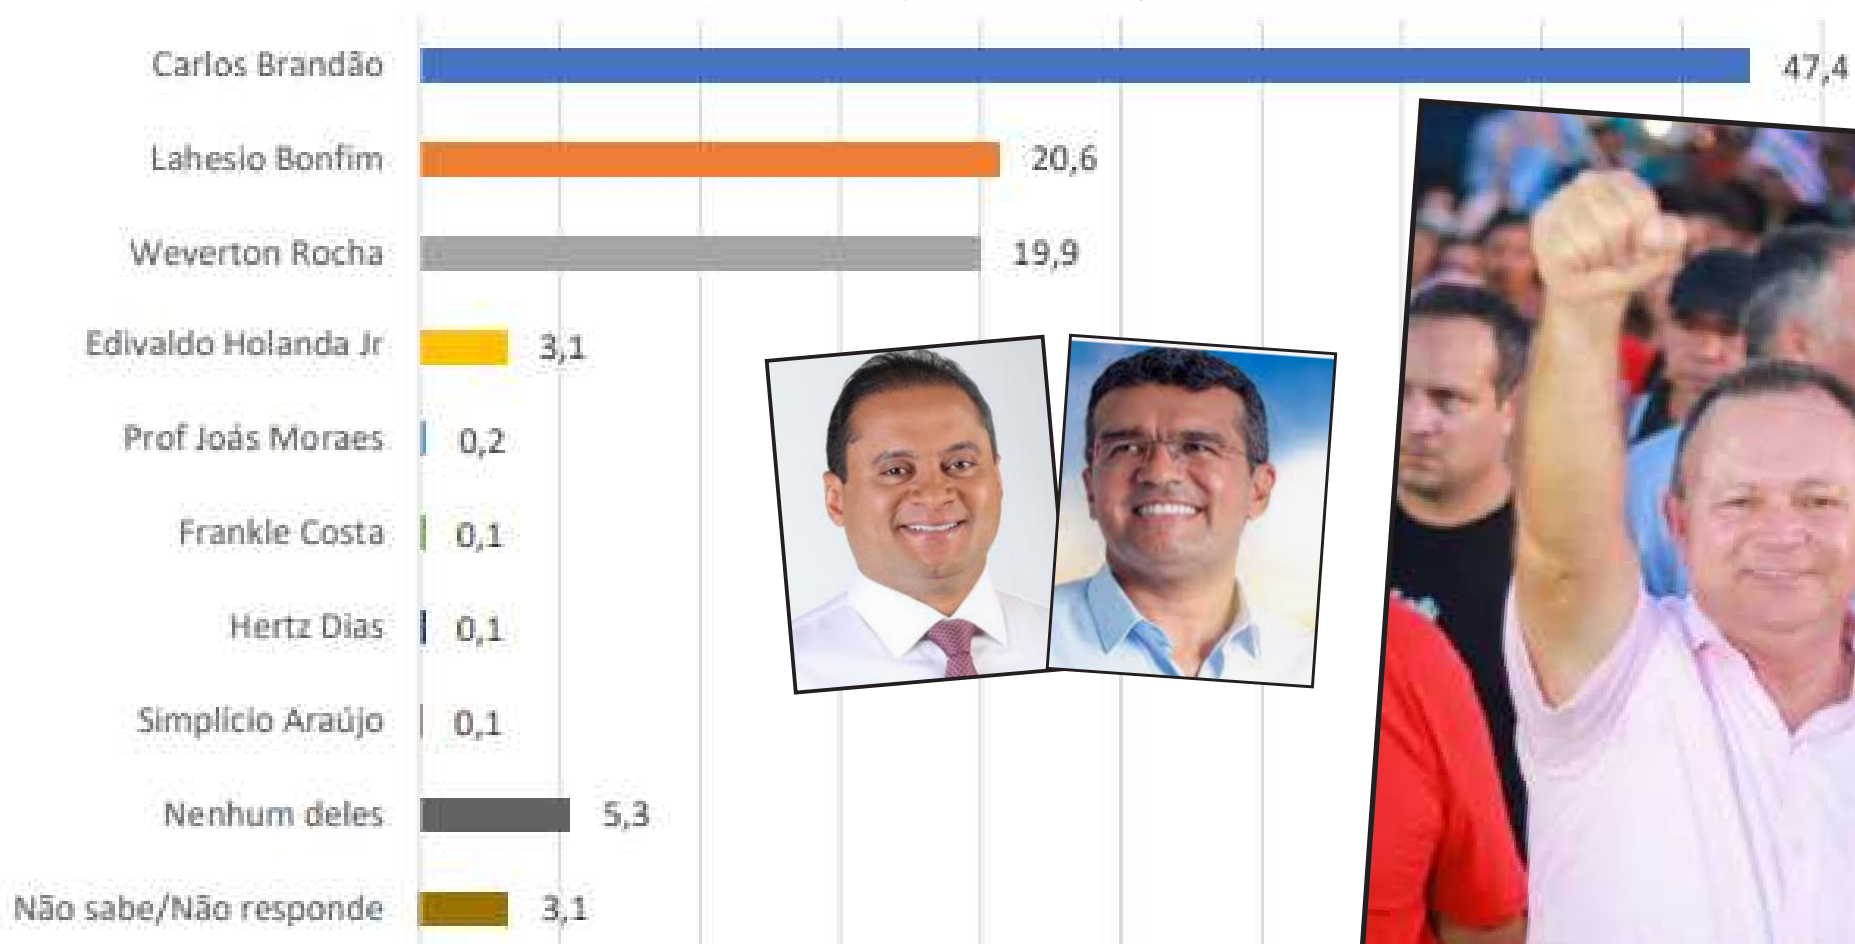 Carlos Brandão 47,4
Lahesio Bonfim 20,6
Weverton Rocha 19,9
Edivaldo Holanda Jr 3,1
Prof Joás Moraes 0,2
Frankle Costa 0,1
Hertz Dias 0,1
Simplício Araújo 0,1
Nenhum deles 5,3
Não sabe/Não responde 3,1